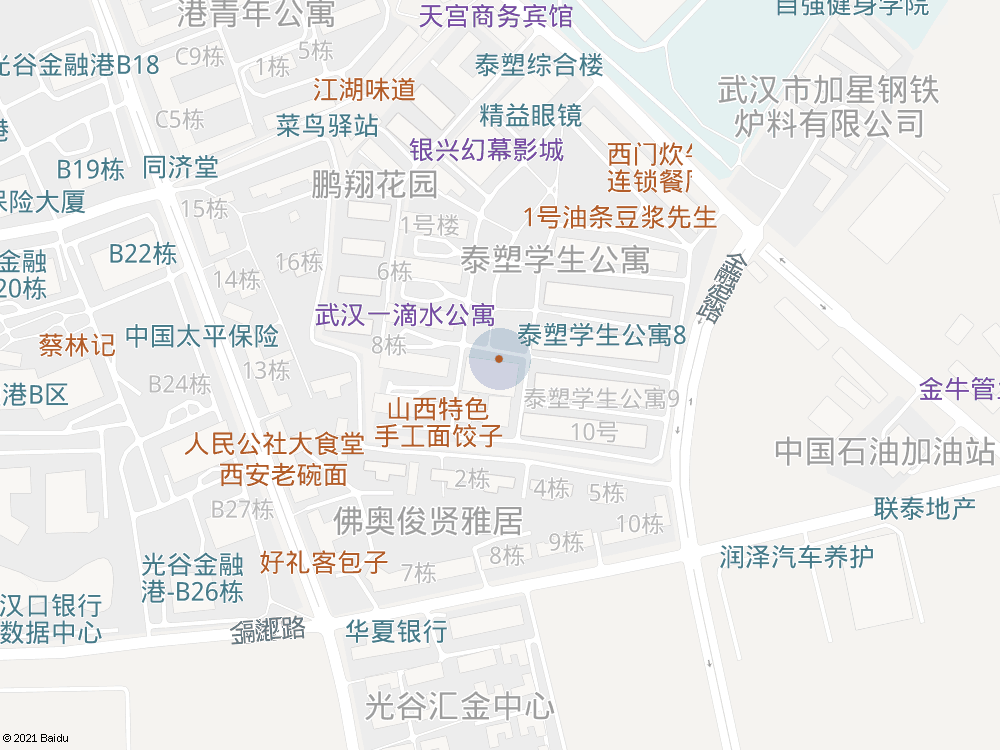 港青年公寓
天宫商务宾馆
自强健身学院
5栋
C9栋
1栋
光谷金融港B18
泰塑综合楼
江湖味道
武汉市加星钢铁
炉料有限公司
C5栋
菜鸟驿站
精益眼镜
港
银兴幻幕影城
西门炊
连锁餐厅
B19栋
同济堂
鹏翔花园
保险大厦
15栋
1号楼
1号油条豆浆先生
B22栋
16栋
泰塑学生公寓
金融
20栋
14栋
6栋
金融港路
武汉一滴水公寓
蔡林记
中国太平保险
8栋
泰塑学生公寓8
13栋
B24栋
港B区
泰塑学生公寓9
金牛管业
山西特色
手工面饺子
10号
人民公社大食堂
西安老碗面
中国石油加油站
2栋
4栋
5栋
B27栋
佛奥俊贤雅居
10栋
联泰地产
9栋
8栋
光谷金融
港-B26栋
好礼客包子
7栋
润泽汽车养护
汉口银行
数据中心
华夏银行
光谷汇金中心
© 2021 Baidu